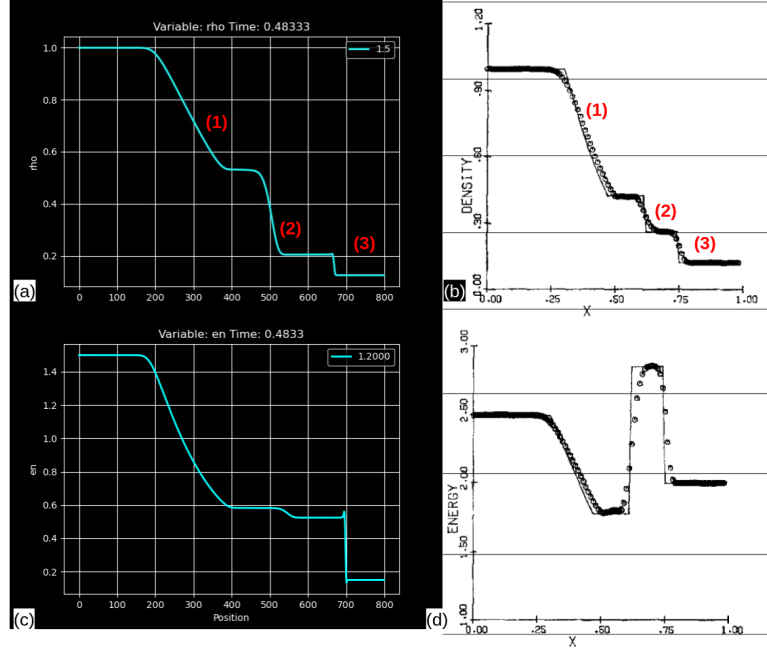 Variable: rho Time: 0.48333
1.5
1.0
0.8
0.6
0.4
0.2
rho
(1)
(2)
(3)
0 100 200 300 400 500 600 700 800
(a)
1.20
.90
.60
.30
0.00
DENSITY
(1)
(2)
(3)
0.00 .25 .50 .75 1.00
X
(b)
Variable: en Time: 0.4833
1.2000
1.4
1.2
1.0
0.8
0.6
0.4
0.2
en
0 100 200 300 400 500 600 700 800
Position
(c)
3.00
2.50
2.00
1.50
1.00
ENERGY
0.00 .25 .50 .75 1.00
X
(d)